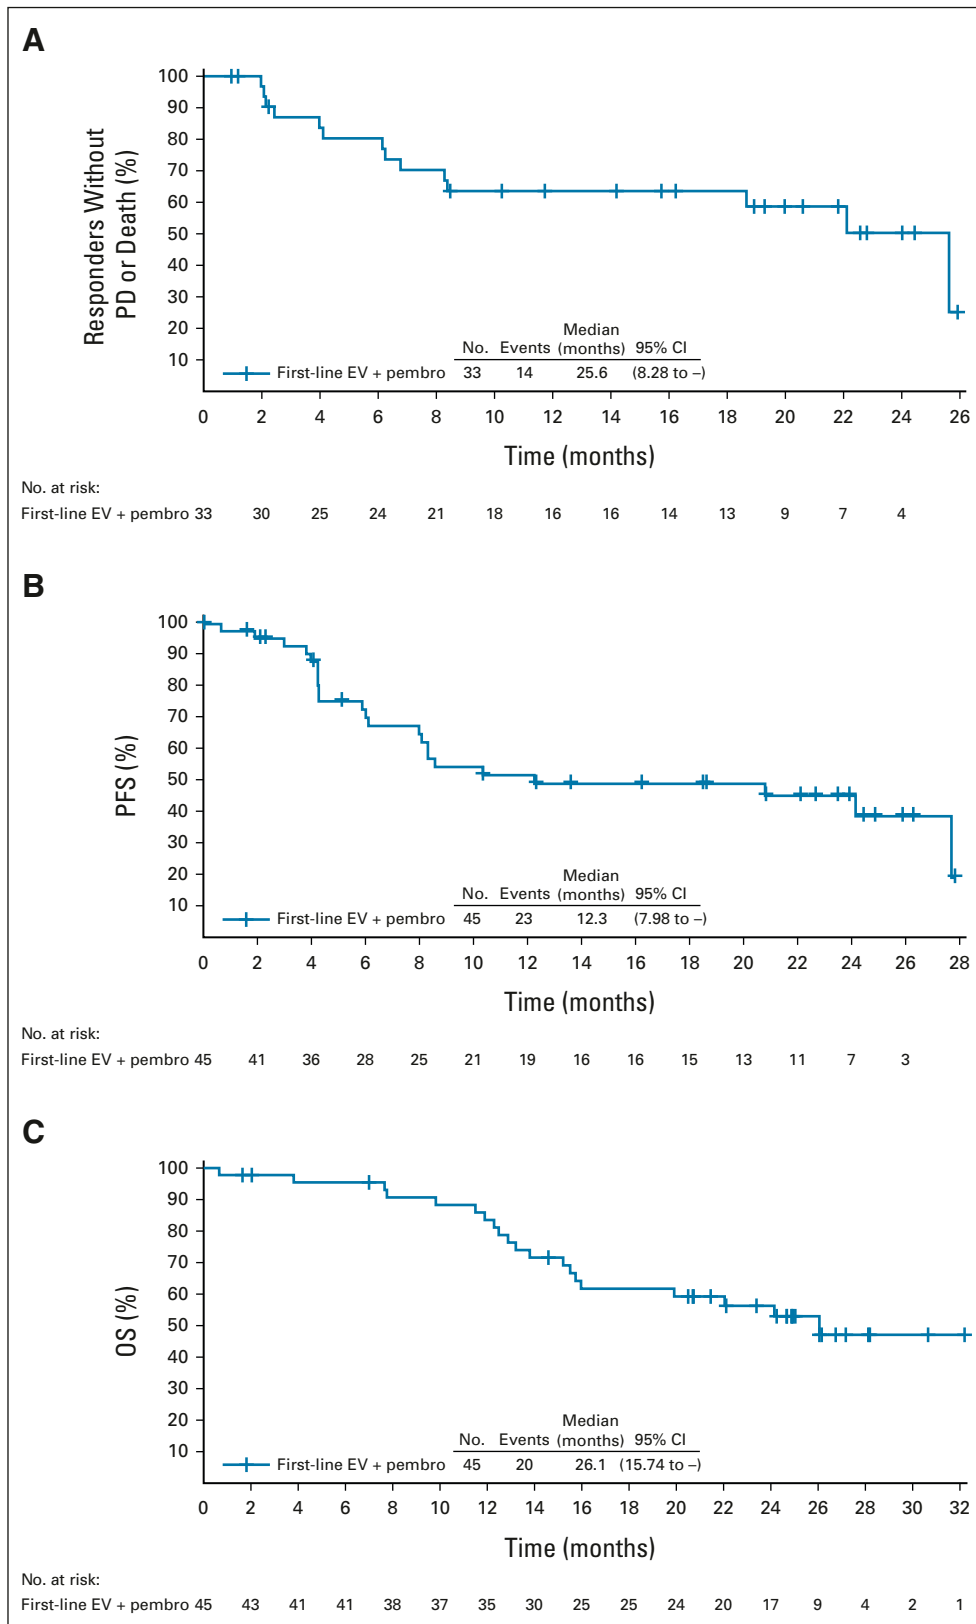 A
100
90
80
70
60
50
40
30
20
10
Responders Without
PD or Death (%)
Median
No. Events (months) 95% CI
First-line EV + pembro 33 14 25.6 (8.28 to –)
0 2 4 6 8 10 12 14 16 18 20 22 24 26
Time (months)
No. at risk:
First-line EV + pembro 33 30 25 24 21 18 16 16 14 13 9 7 4
B
100
90
80
70
60
50
40
30
20
10
PFS (%)
Median
No. Events (months) 95% CI
First-line EV + pembro 45 23 12.3 (7.98 to –)
0 2 4 6 8 10 12 14 16 18 20 22 24 26 28
Time (months)
No. at risk:
First-line EV + pembro 45 41 36 28 25 21 19 16 16 15 13 11 7 3
C
100
90
80
70
60
50
40
30
20
10
OS (%)
Median
No. Events (months) 95% CI
First-line EV + pembro 45 20 26.1 (15.74 to –)
0 2 4 6 8 10 12 14 16 18 20 22 24 26 28 30 32
Time (months)
No. at risk:
First-line EV + pembro 45 43 41 41 38 37 35 30 25 25 24 20 17 9 4 2 1